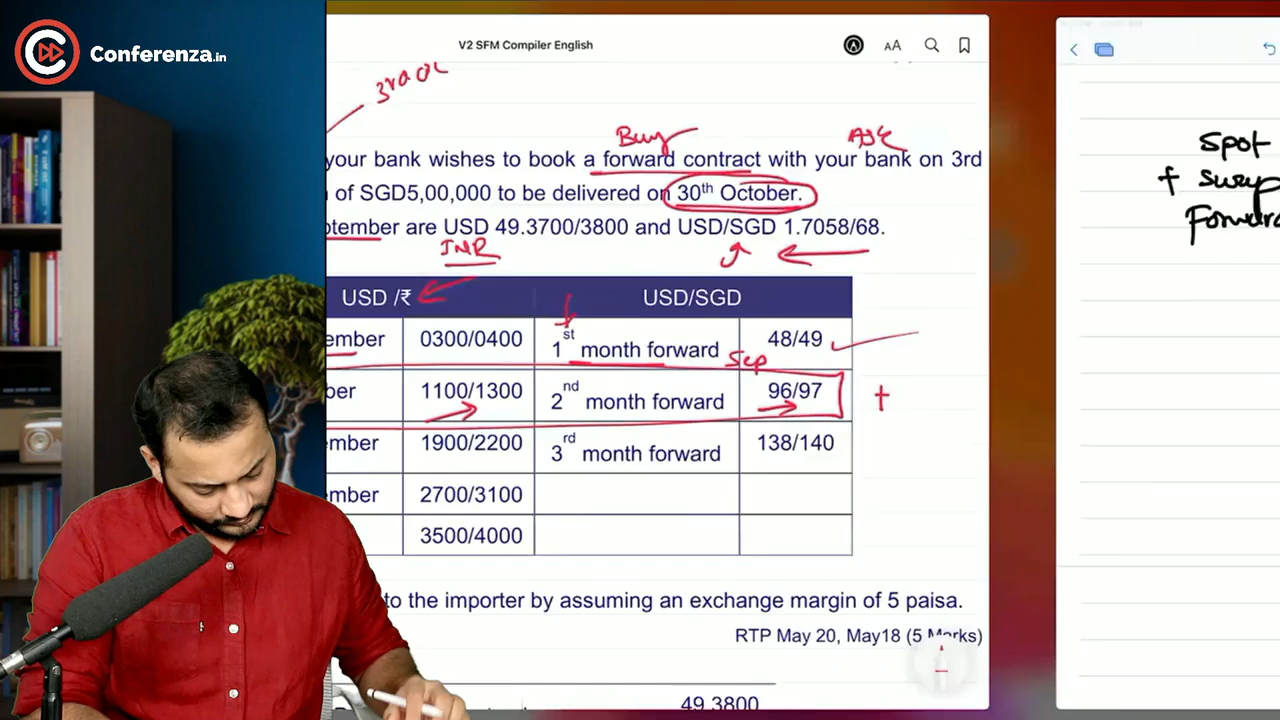 Conferenza.in
V2 SFM Compiler English
AA
Spot
+ swap
Forward
Buy
Ask
your bank wishes to book a forward contract with your bank on 3rd
of SGD5,00,000 to be delivered on 30th October.
ptember are USD 49.3700/3800 and USD/SGD 1.7058/68.
INR
USD /₹ USD/SGD
ember 0300/0400 1st month forward 48/49
Sep
ber 1100/1300 2nd month forward 96/97 +
ember 1900/2200 3rd month forward 138/140
mber 2700/3100
3500/4000
to the importer by assuming an exchange margin of 5 paisa.
RTP May 20, May18 (5 Marks)
49.3800